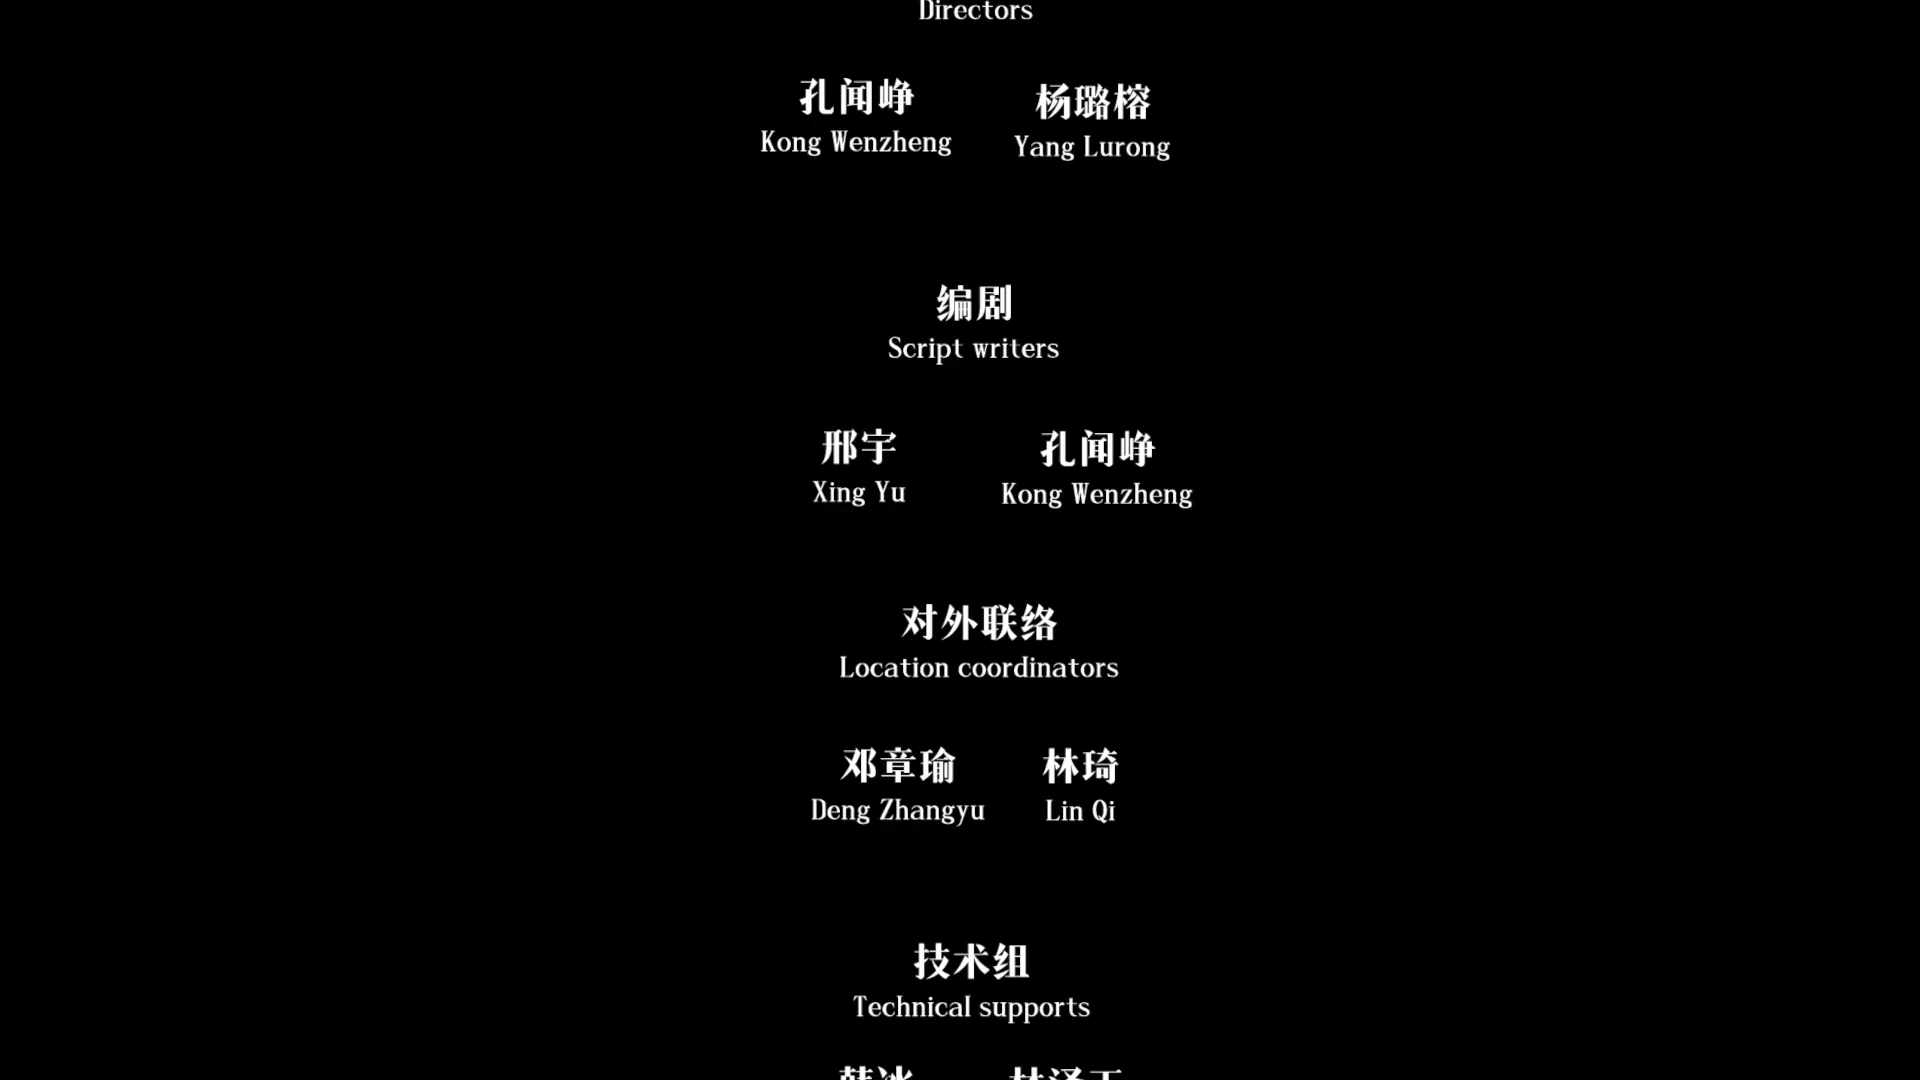 Directors
孔闻峥 杨璐榕
Kong Wenzheng Yang Lurong
编剧
Script writers
邢宇 孔闻峥
Xing Yu Kong Wenzheng
对外联络
Location coordinators
邓章瑜 林琦
Deng Zhangyu Lin Qi
技术组
Technical supports